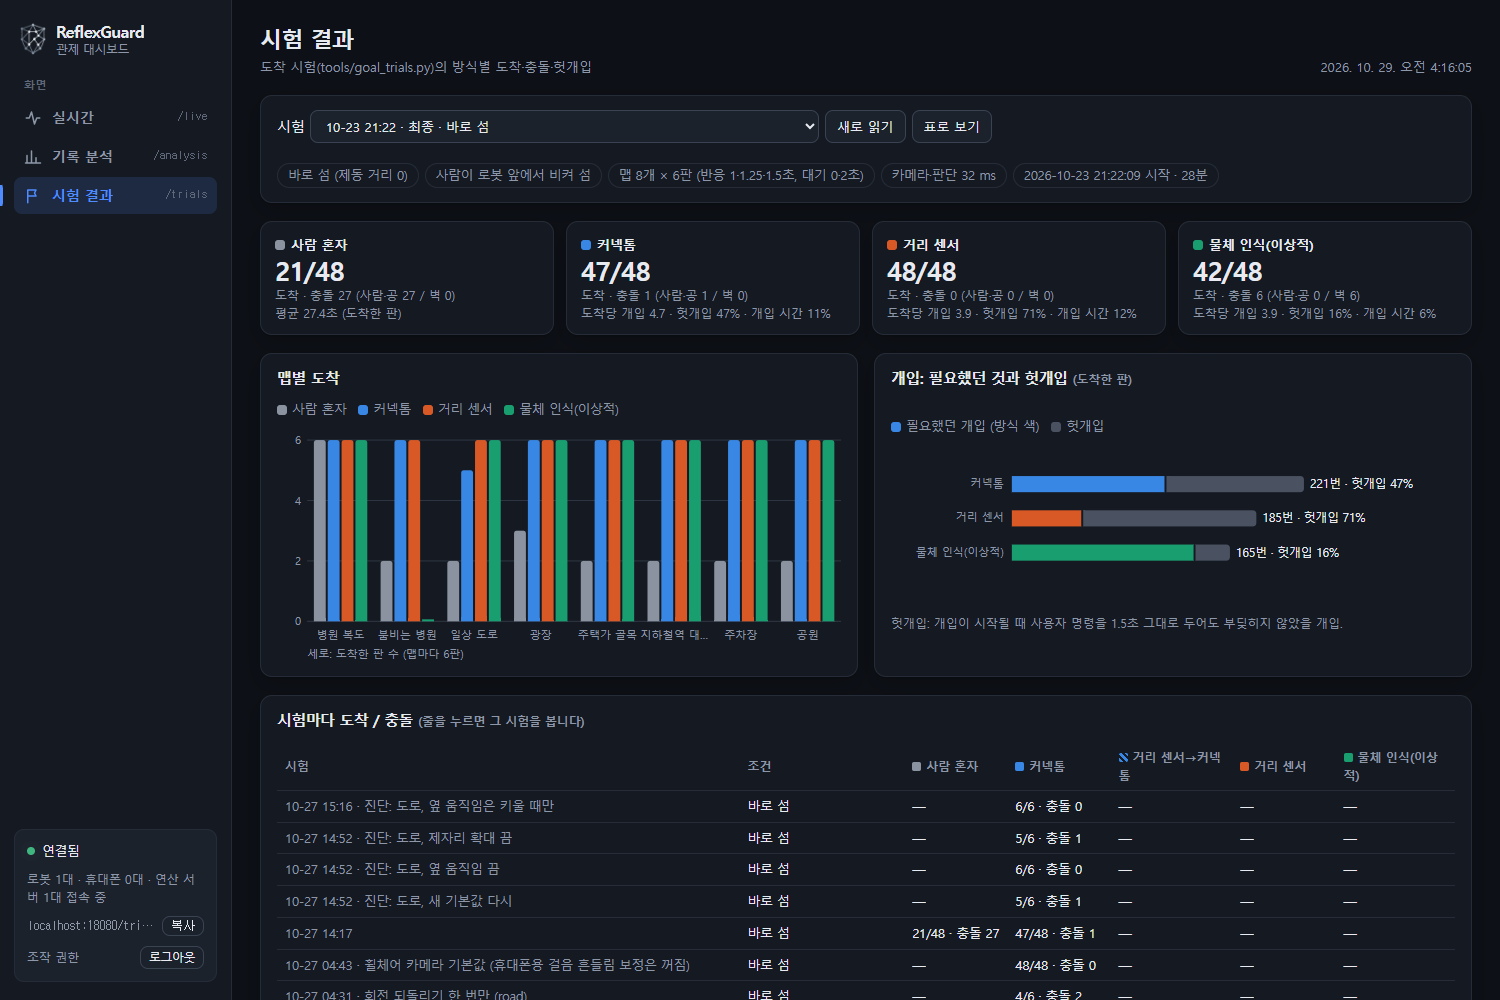 ReflexGuard
관제 대시보드
화면
실시간 /live
기록 분석 /analysis
시험 결과 /trials
연결됨
로봇 1대 · 휴대폰 0대 · 연산 서
버 1대 접속 중
localhost:18080/tri… 복사
조작 권한 로그아웃
시험 결과
도착 시험(tools/goal_trials.py)의 방식별 도착·충돌·헛개입
2026. 10. 29. 오전 4:16:05
시험 10-23 21:22 · 최종 · 바로 섬 새로 읽기 표로 보기
바로 섬 (제동 거리 0) 사람이 로봇 앞에서 비켜 섬 맵 8개 × 6판 (반응 1·1.25·1.5초, 대기 0·2초) 카메라·판단 32 ms 2026-10-23 21:22:09 시작 · 28분
사람 혼자
21/48
도착 · 충돌 27 (사람·공 27 / 벽 0)
평균 27.4초 (도착한 판)
커넥톰
47/48
도착 · 충돌 1 (사람·공 1 / 벽 0)
도착당 개입 4.7 · 헛개입 47% · 개입 시간 11%
거리 센서
48/48
도착 · 충돌 0 (사람·공 0 / 벽 0)
도착당 개입 3.9 · 헛개입 71% · 개입 시간 12%
물체 인식(이상적)
42/48
도착 · 충돌 6 (사람·공 0 / 벽 6)
도착당 개입 3.9 · 헛개입 16% · 개입 시간 6%
맵별 도착
사람 혼자 커넥톰 거리 센서 물체 인식(이상적)
6
4
2
0
병원 복도 붐비는 병원 일상 도로 광장 주택가 골목 지하철역 대… 주차장 공원
세로: 도착한 판 수 (맵마다 6판)
개입: 필요했던 것과 헛개입 (도착한 판)
필요했던 개입 (방식 색) 헛개입
커넥톰 221번 · 헛개입 47%
거리 센서 185번 · 헛개입 71%
물체 인식(이상적) 165번 · 헛개입 16%
헛개입: 개입이 시작될 때 사용자 명령을 1.5초 그대로 두어도 부딪히지 않았을 개입.
시험마다 도착 / 충돌 (줄을 누르면 그 시험을 봅니다)
시험 조건 사람 혼자 커넥톰 거리 센서→커넥톰 거리 센서 물체 인식(이상적)
10-27 15:16 · 진단: 도로, 옆 움직임은 키울 때만 바로 섬 — 6/6 · 충돌 0 — — —
10-27 14:52 · 진단: 도로, 제자리 확대 끔 바로 섬 — 5/6 · 충돌 1 — — —
10-27 14:52 · 진단: 도로, 옆 움직임 끔 바로 섬 — 6/6 · 충돌 0 — — —
10-27 14:52 · 진단: 도로, 새 기본값 다시 바로 섬 — 5/6 · 충돌 1 — — —
10-27 14:17 바로 섬 21/48 · 충돌 27 47/48 · 충돌 1 — — —
10-27 04:43 · 휠체어 카메라 기본값 (휴대폰용 걸음 흔들림 보정은 꺼짐) 바로 섬 — 48/48 · 충돌 0 — — —
10-27 04:31 · 회전 되돌리기 한 번만 (road) 바로 섬 — 4/6 · 충돌 2 — — —